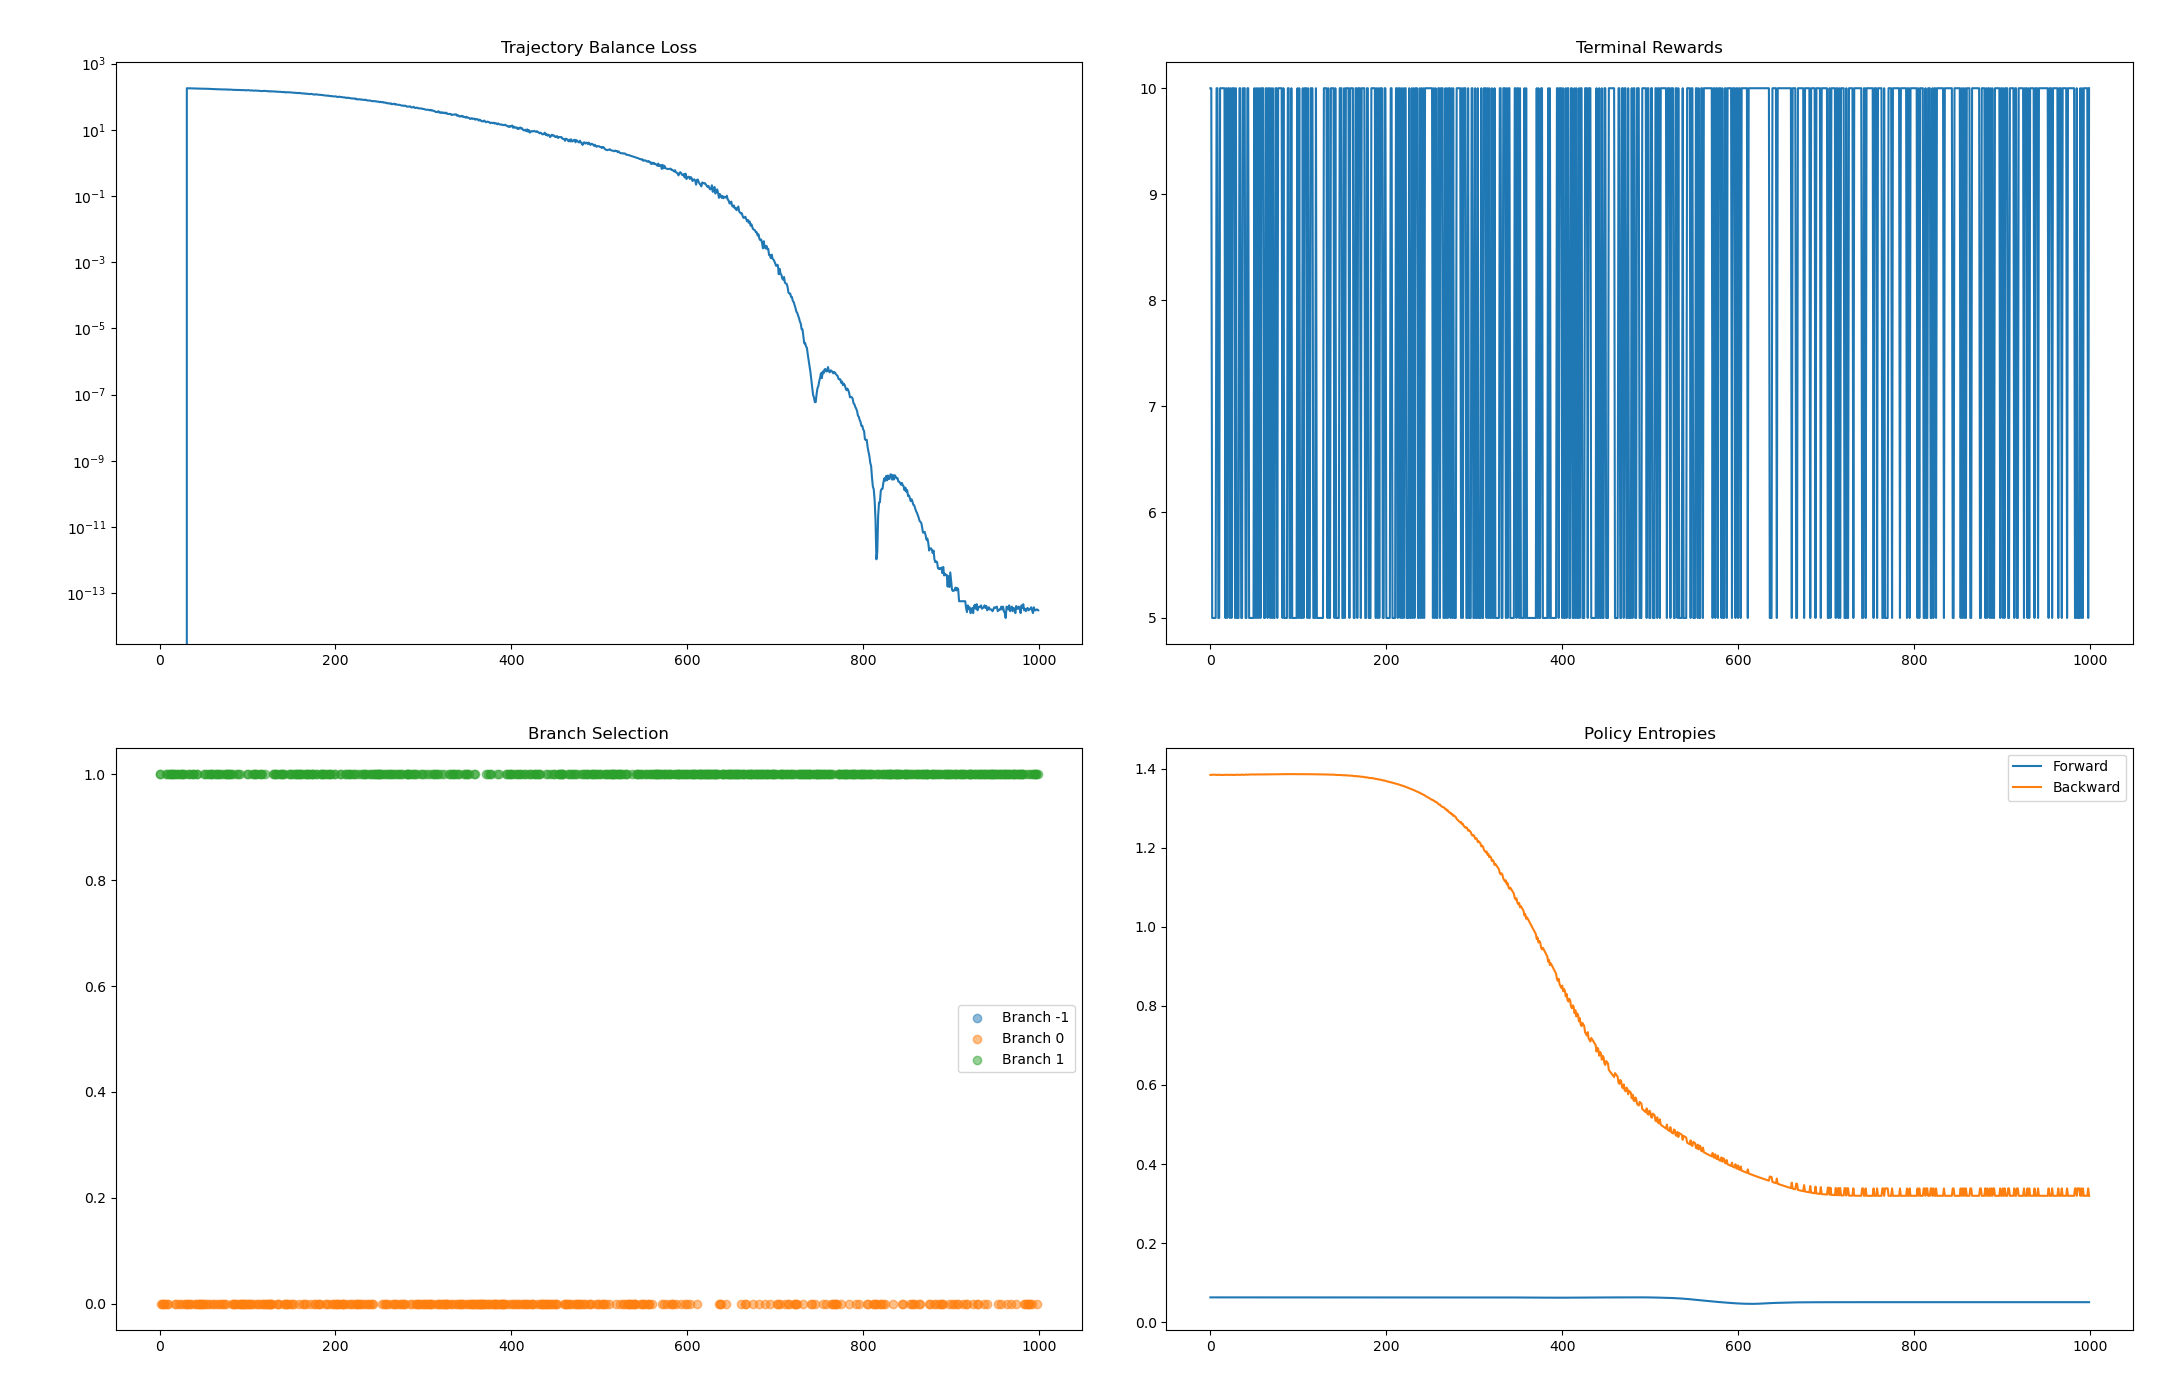 Trajectory Balance Loss
10³
10¹
10⁻¹
10⁻³
10⁻⁵
10⁻⁷
10⁻⁹
10⁻¹¹
10⁻¹³
0 200 400 600 800 1000
Terminal Rewards
10
9
8
7
6
5
0 200 400 600 800 1000
Branch Selection
1.0
0.8
0.6
0.4
0.2
0.0
Branch -1
Branch 0
Branch 1
0 200 400 600 800 1000
Policy Entropies
1.4
1.2
1.0
0.8
0.6
0.4
0.2
0.0
Forward
Backward
0 200 400 600 800 1000